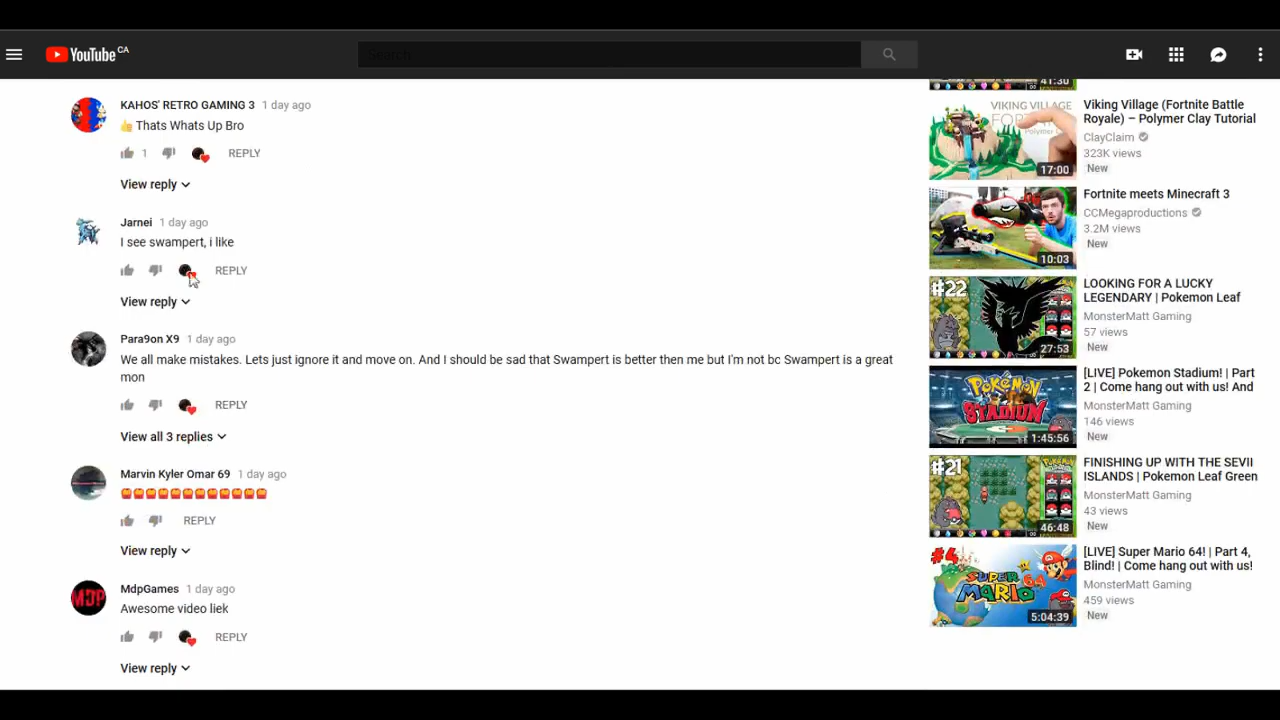 YouTube CA
Search
KAHOS' RETRO GAMING 3 1 day ago
👍 Thats Whats Up Bro
1 REPLY
View reply
Jarnei 1 day ago
I see swampert, i like
REPLY
View reply
Para9on X9 1 day ago
We all make mistakes. Lets just ignore it and move on. And I should be sad that Swampert is better then me but I'm not bc Swampert is a great
mon
REPLY
View all 3 replies
Marvin Kyler Omar 69 1 day ago
REPLY
View reply
MdpGames 1 day ago
Awesome video liek
REPLY
View reply
MDP
41:30
VIKING VILLAGE
17:00
Viking Village (Fortnite Battle
Royale) – Polymer Clay Tutorial
ClayClaim
323K views
New
10:03
Fortnite meets Minecraft 3
CCMegaproductions
3.2M views
New
#22
27:53
LOOKING FOR A LUCKY
LEGENDARY | Pokemon Leaf
MonsterMatt Gaming
57 views
New
POKéMON
STADIUM
1:45:56
[LIVE] Pokemon Stadium! | Part
2 | Come hang out with us! And
MonsterMatt Gaming
146 views
New
#21
46:48
FINISHING UP WITH THE SEVII
ISLANDS | Pokemon Leaf Green
MonsterMatt Gaming
43 views
New
#4
SUPER
MARIO 64
5:04:39
[LIVE] Super Mario 64! | Part 4,
Blind! | Come hang out with us!
MonsterMatt Gaming
459 views
New